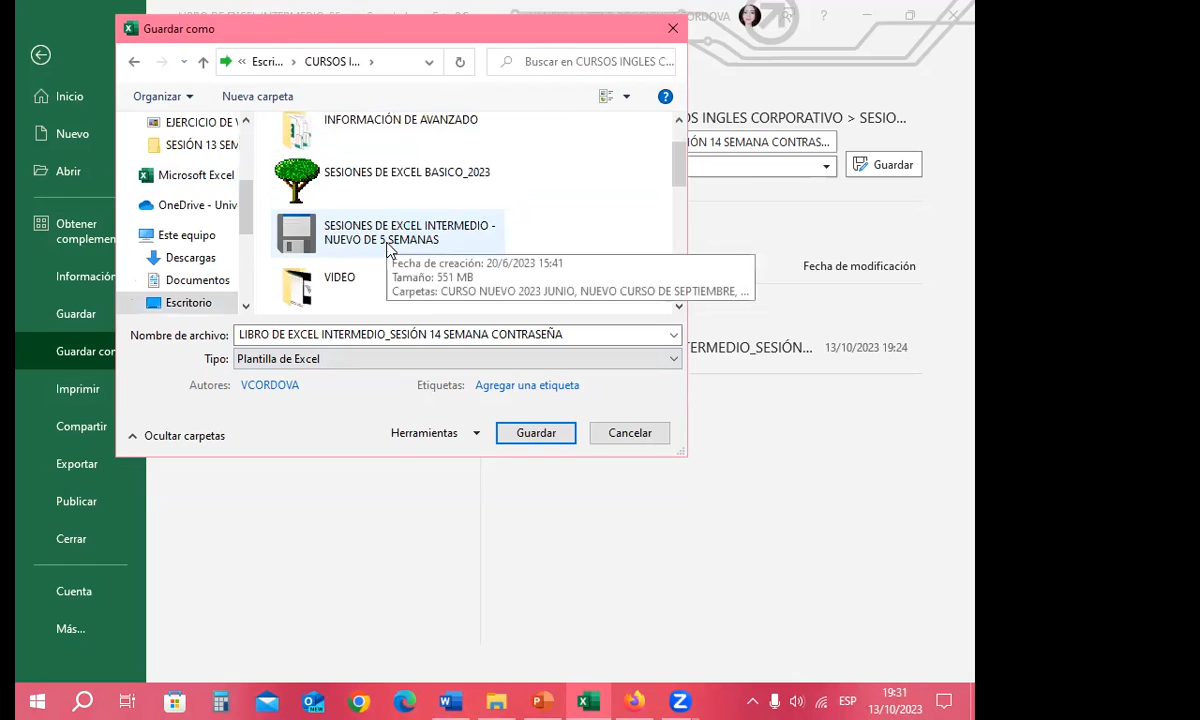 Guardar como
CORDOVA
?
Escri...
CURSOS I...
Buscar en CURSOS INGLES C...
Inicio
Nuevo
Abrir
Obtener
complemen
Información
Guardar
Guardar con
Imprimir
Compartir
Exportar
Publicar
Cerrar
Cuenta
Más...
Organizar
Nueva carpeta
?
EJERCICIO DE V
SESIÓN 13 SEM
Microsoft Excel
OneDrive - Univ
Este equipo
Descargas
Documentos
Escritorio
INFORMACIÓN DE AVANZADO
SESIONES DE EXCEL BASICO_2023
SESIONES DE EXCEL INTERMEDIO -
NUEVO DE 5 SEMANAS
VIDEO
Fecha de creación: 20/6/2023 15:41
Tamaño: 551 MB
Carpetas: CURSO NUEVO 2023 JUNIO, NUEVO CURSO DE SEPTIEMBRE, ...
Nombre de archivo: LIBRO DE EXCEL INTERMEDIO_SESIÓN 14 SEMANA CONTRASEÑA
Tipo: Plantilla de Excel
Autores: VCORDOVA
Etiquetas: Agregar una etiqueta
Ocultar carpetas
Herramientas
Guardar
Cancelar
OS INGLES CORPORATIVO > SESIO...
ÓN 14 SEMANA CONTRAS...
Guardar
Fecha de modificación
ERMEDIO_SESIÓN...
13/10/2023 19:24
ESP
19:31
13/10/2023